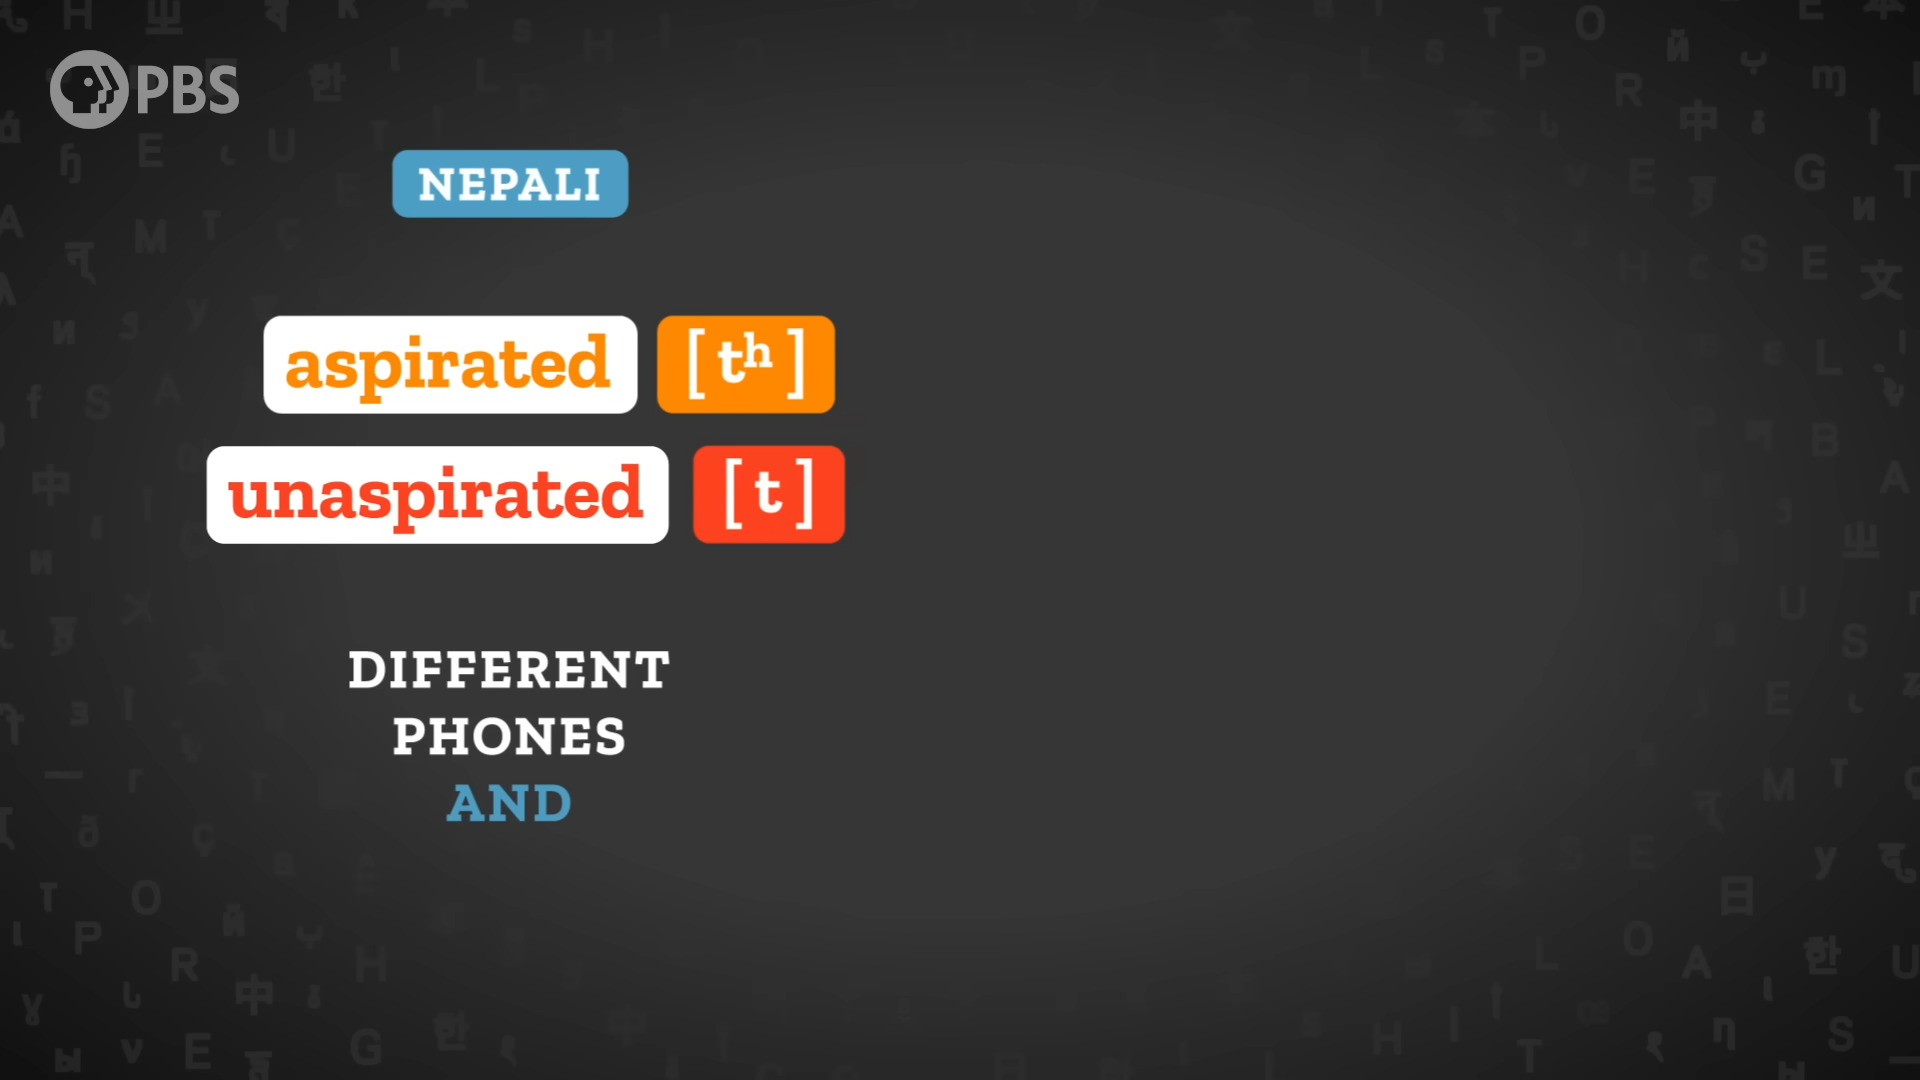 PBS
NEPALI
aspirated [tʰ]
unaspirated [t]
DIFFERENT
PHONES
AND